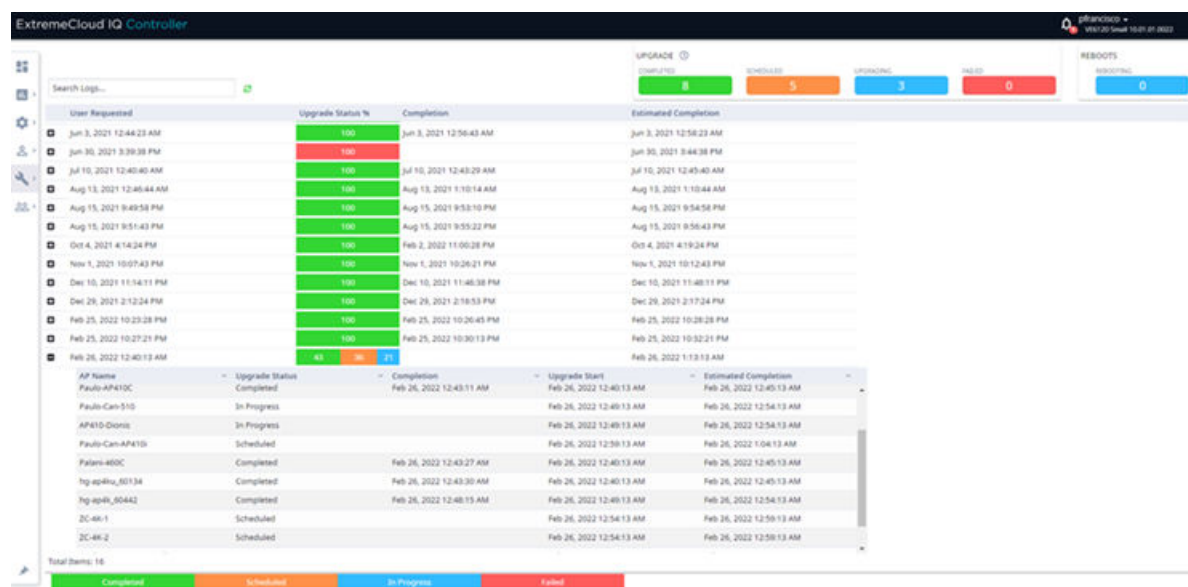 ExtremeCloud IQ Controller
pfrancisco
VE6120 Small 10.01.01.0022
UPGRADE
REBOOTS
COMPLETED SCHEDULED UPGRADING FAILED REBOOTING
8 5 3 0 0
Search Logs...
User Requested Upgrade Status % Completion Estimated Completion
Jun 3, 2021 12:44:23 AM 100 Jun 3, 2021 12:56:43 AM Jun 3, 2021 12:58:23 AM
Jun 30, 2021 3:39:38 PM 100 Jun 30, 2021 3:44:38 PM
Jul 10, 2021 12:40:40 AM 100 Jul 10, 2021 12:43:29 AM Jul 10, 2021 12:45:40 AM
Aug 13, 2021 12:46:44 AM 100 Aug 13, 2021 1:10:14 AM Aug 13, 2021 1:10:44 AM
Aug 15, 2021 9:49:58 PM 100 Aug 15, 2021 9:53:10 PM Aug 15, 2021 9:54:58 PM
Aug 15, 2021 9:51:43 PM 100 Aug 15, 2021 9:55:22 PM Aug 15, 2021 9:56:43 PM
Oct 4, 2021 4:14:24 PM 100 Feb 2, 2022 11:00:28 PM Oct 4, 2021 4:19:24 PM
Nov 1, 2021 10:07:43 PM 100 Nov 1, 2021 10:26:21 PM Nov 1, 2021 10:12:43 PM
Dec 10, 2021 11:14:11 PM 100 Dec 10, 2021 11:46:38 PM Dec 10, 2021 11:48:11 PM
Dec 29, 2021 2:12:24 PM 100 Dec 29, 2021 2:18:53 PM Dec 29, 2021 2:17:24 PM
Feb 25, 2022 10:23:28 PM 100 Feb 25, 2022 10:26:45 PM Feb 25, 2022 10:28:28 PM
Feb 25, 2022 10:27:21 PM 100 Feb 25, 2022 10:30:13 PM Feb 25, 2022 10:32:21 PM
Feb 26, 2022 12:40:13 AM 43 36 21 Feb 26, 2022 1:13:13 AM
AP Name Upgrade Status Completion Upgrade Start Estimated Completion
Paulo-AP410C Completed Feb 26, 2022 12:43:11 AM Feb 26, 2022 12:40:13 AM Feb 26, 2022 12:45:13 AM
Paulo-Can-510 In Progress Feb 26, 2022 12:49:13 AM Feb 26, 2022 12:54:13 AM
AP410-Dionis In Progress Feb 26, 2022 12:49:13 AM Feb 26, 2022 12:54:13 AM
Paulo-Can-AP410i Scheduled Feb 26, 2022 12:59:13 AM Feb 26, 2022 1:04:13 AM
Palani-460C Completed Feb 26, 2022 12:43:27 AM Feb 26, 2022 12:40:13 AM Feb 26, 2022 12:45:13 AM
hg-ap4ku_60134 Completed Feb 26, 2022 12:43:30 AM Feb 26, 2022 12:40:13 AM Feb 26, 2022 12:45:13 AM
hg-ap4k_60442 Completed Feb 26, 2022 12:48:15 AM Feb 26, 2022 12:49:13 AM Feb 26, 2022 12:54:13 AM
ZC-4K-1 Scheduled Feb 26, 2022 12:54:13 AM Feb 26, 2022 12:59:13 AM
ZC-4K-2 Scheduled Feb 26, 2022 12:54:13 AM Feb 26, 2022 12:59:13 AM
Total Items: 16
Completed Scheduled In Progress Failed